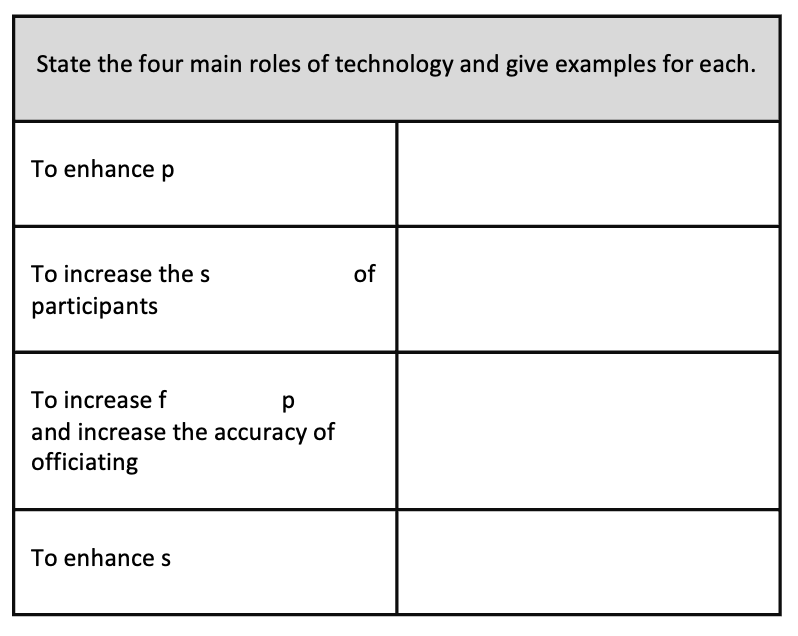 State the four main roles of technology and give examples for each.
To enhance p
To increase the s of
participants
To increase f p
and increase the accuracy of
officiating
To enhance s